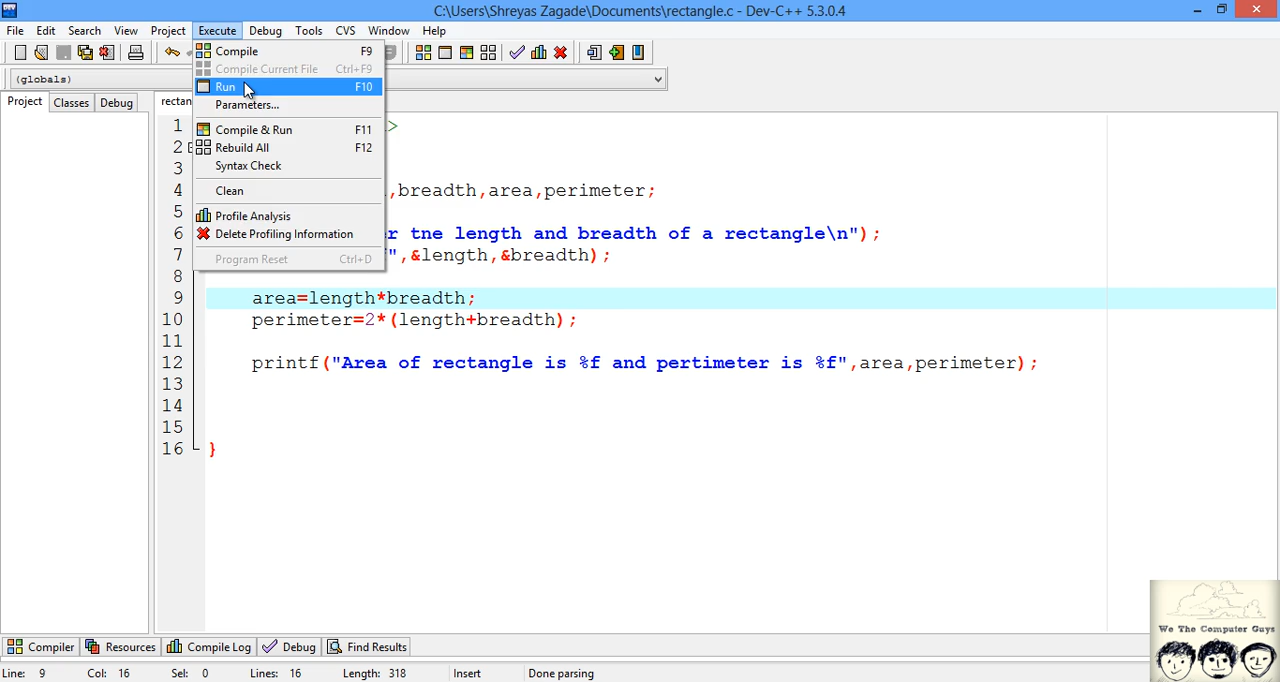 C:\Users\Shreyas Zagade\Documents\rectangle.c - Dev-C++ 5.3.0.4
File Edit Search View Project Execute Debug Tools CVS Window Help
Compile F9
Compile Current File Ctrl+F9
(globals)
Run F10
Project Classes Debug rectan
Parameters...
1 >
Compile & Run F11
2 Rebuild All F12
3 Syntax Check
4 Clean ,breadth,area,perimeter;
5 Profile Analysis
6 Delete Profiling Information r tne length and breadth of a rectangle\n");
7 Program Reset Ctrl+D ",&length,&breadth);
8
9 area=length*breadth;
10 perimeter=2*(length+breadth);
11
12 printf("Area of rectangle is %f and pertimeter is %f",area,perimeter);
13
14
15
16 }
We The Computer Guys
Compiler Resources Compile Log Debug Find Results
Line: 9 Col: 16 Sel: 0 Lines: 16 Length: 318 Insert Done parsing